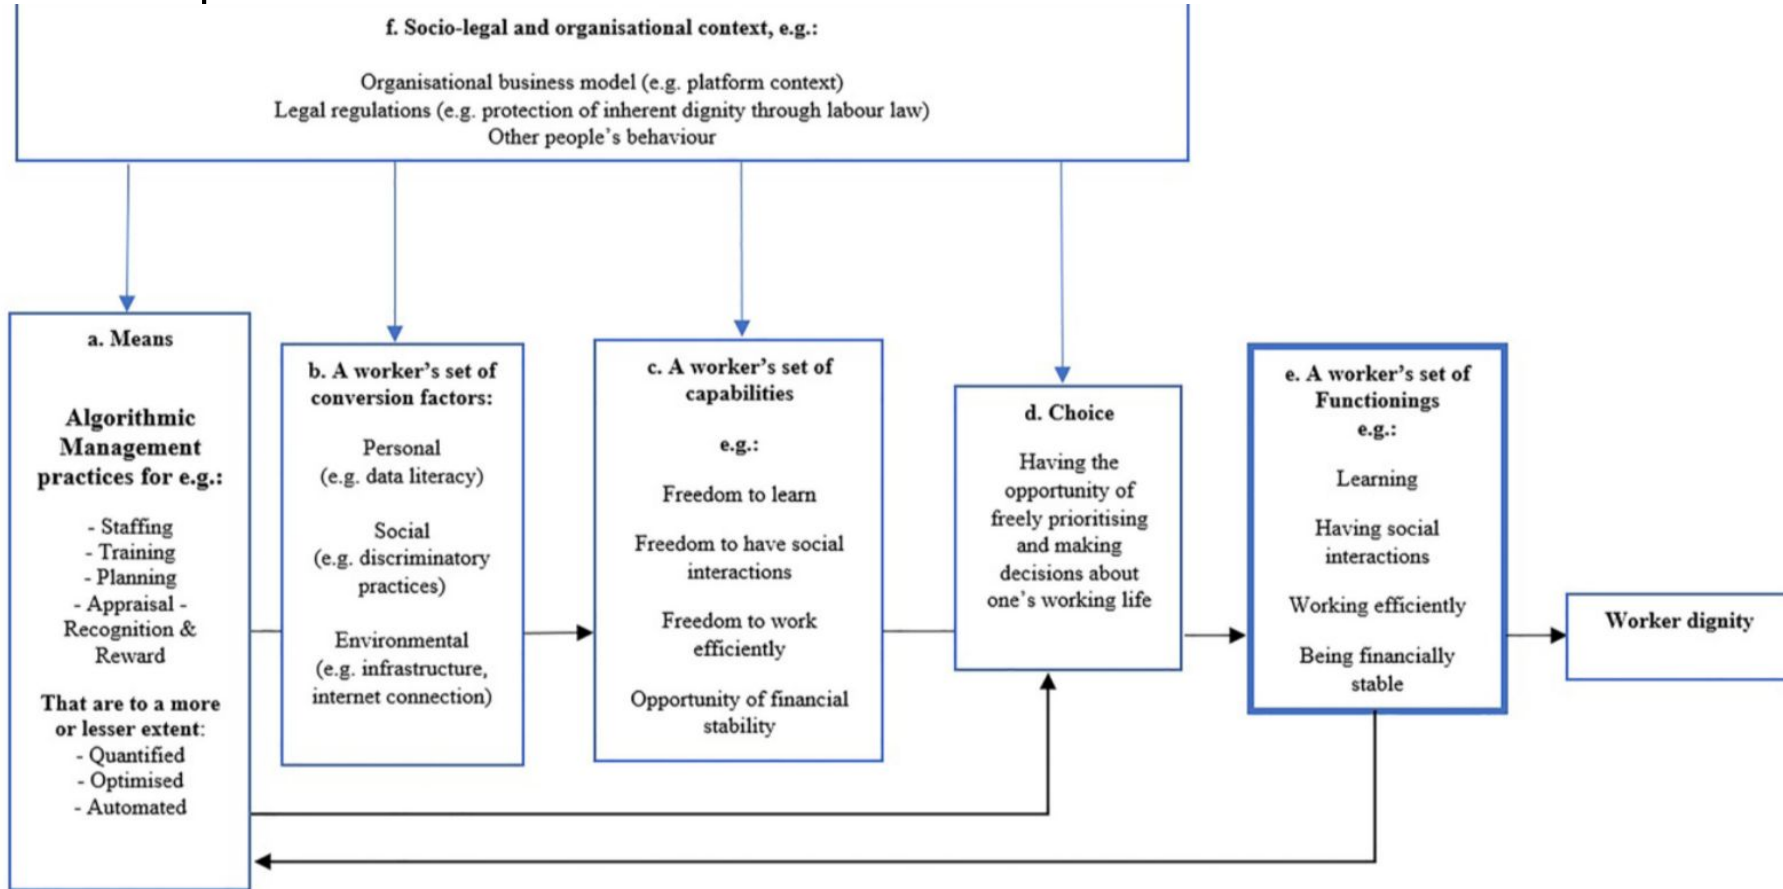 f. Socio-legal and organisational context, e.g.:
Organisational business model (e.g. platform context)
Legal regulations (e.g. protection of inherent dignity through labour law)
Other people's behaviour
a. Means
Algorithmic
Management
practices for e.g.:
- Staffing
- Training
- Planning
- Appraisal -
Recognition &
Reward
That are to a more
or lesser extent:
- Quantified
- Optimised
- Automated
b. A worker's set of
conversion factors:
Personal
(e.g. data literacy)
Social
(e.g. discriminatory
practices)
Environmental
(e.g. infrastructure,
internet connection)
c. A worker's set of
capabilities
e.g.:
Freedom to learn
Freedom to have social
interactions
Freedom to work
efficiently
Opportunity of financial
stability
d. Choice
Having the
opportunity of
freely prioritising
and making
decisions about
one's working life
e. A worker's set of
Functionings
e.g.:
Learning
Having social
interactions
Working efficiently
Being financially
stable
Worker dignity